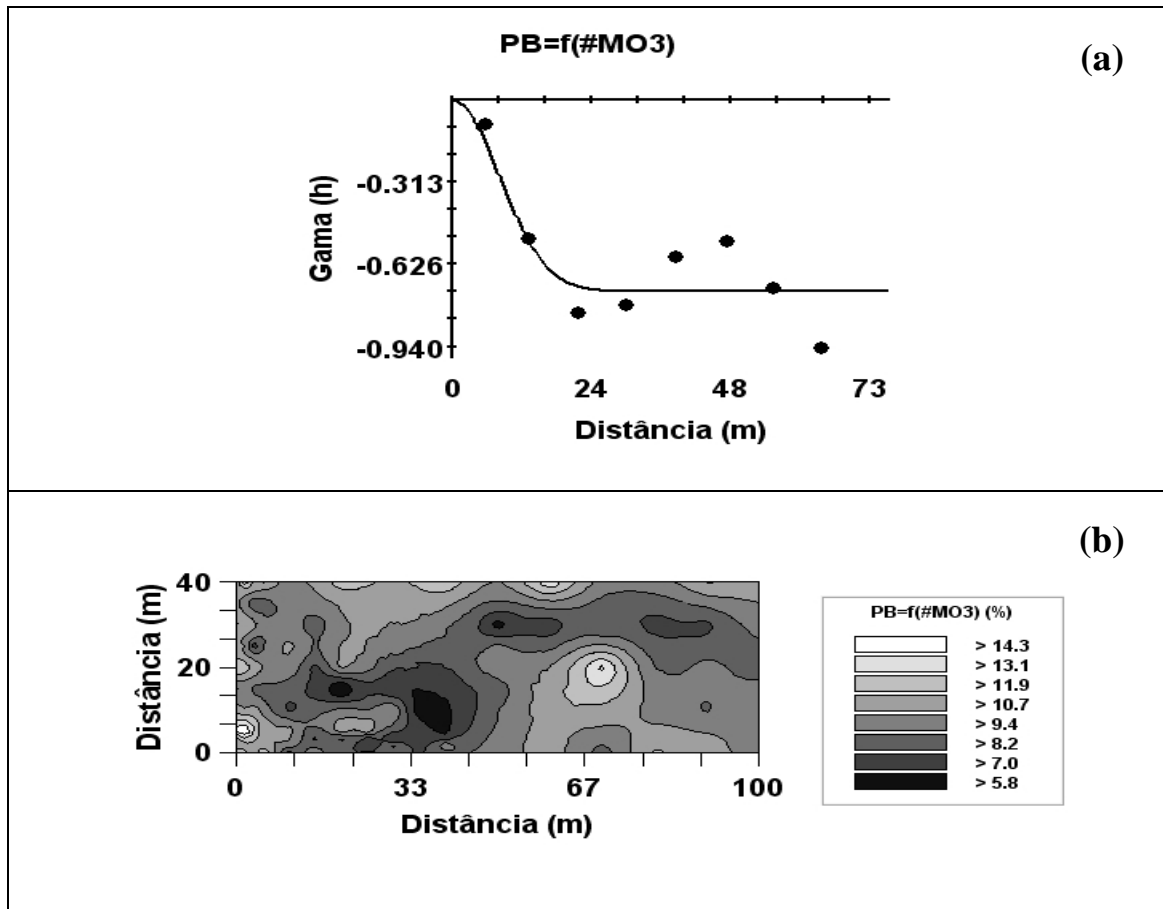 PB=f(#MO3)
(a)
Gama (h)
-0.313
-0.626
-0.940
0 24 48 73
Distância (m)
(b)
Distância (m)
40
20
0
0 33 67 100
Distância (m)
PB=f(#MO3) (%)
> 14.3
> 13.1
> 11.9
> 10.7
> 9.4
> 8.2
> 7.0
> 5.8